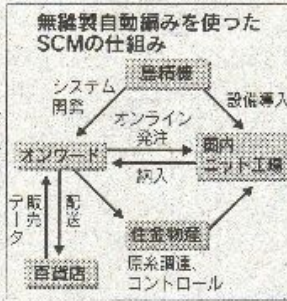 無縫製自動編みを使った
SCMの仕組み
島精機
システム
開発
設備導入
オンライン
発注
オンワード
国内
ニット工場
納入
販売
データ
配送
住金物産
原糸調達、
コントロール
百貨店